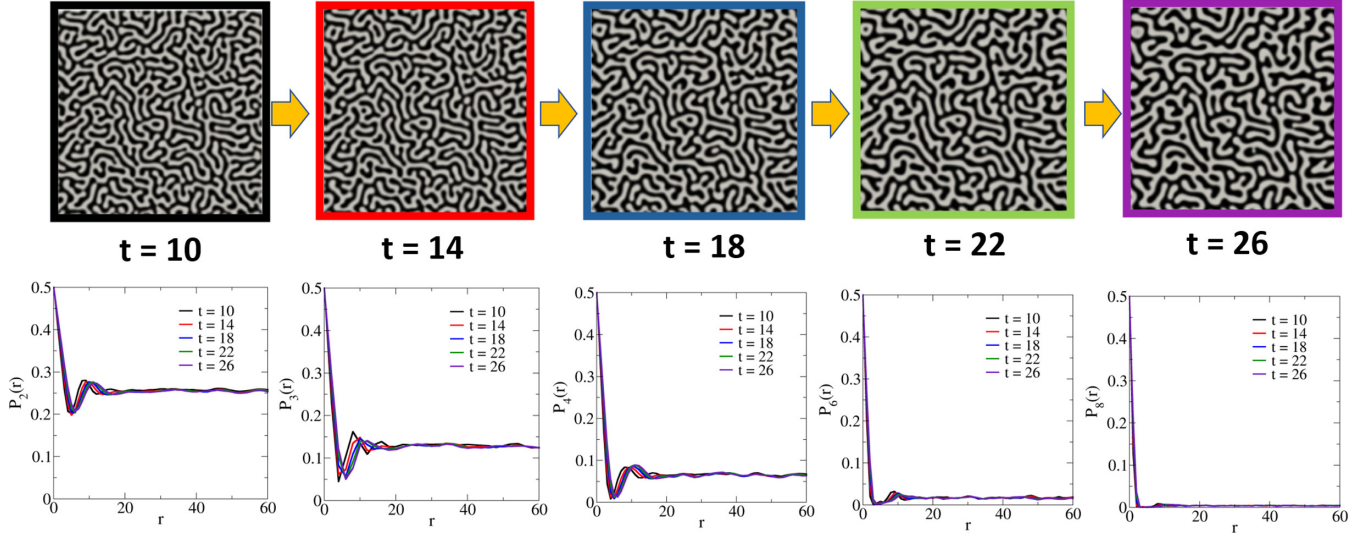 t = 10
t = 14
t = 18
t = 22
t = 26
0.5
0.4
0.3
0.2
0.1
0
P₂(r)
t = 10
t = 14
t = 18
t = 22
t = 26
0 20 40 60
r
0.5
0.4
0.3
0.2
0.1
0
P₃(r)
t = 10
t = 14
t = 18
t = 22
t = 26
0 20 40 60
r
0.5
0.4
0.3
0.2
0.1
0
P₄(r)
t = 10
t = 14
t = 18
t = 22
t = 26
0 20 40 60
r
0.5
0.4
0.3
0.2
0.1
0
P₆(r)
t = 10
t = 14
t = 18
t = 22
t = 26
0 20 40 60
r
0.5
0.4
0.3
0.2
0.1
0
P₈(r)
t = 10
t = 14
t = 18
t = 22
t = 26
0 20 40 60
r